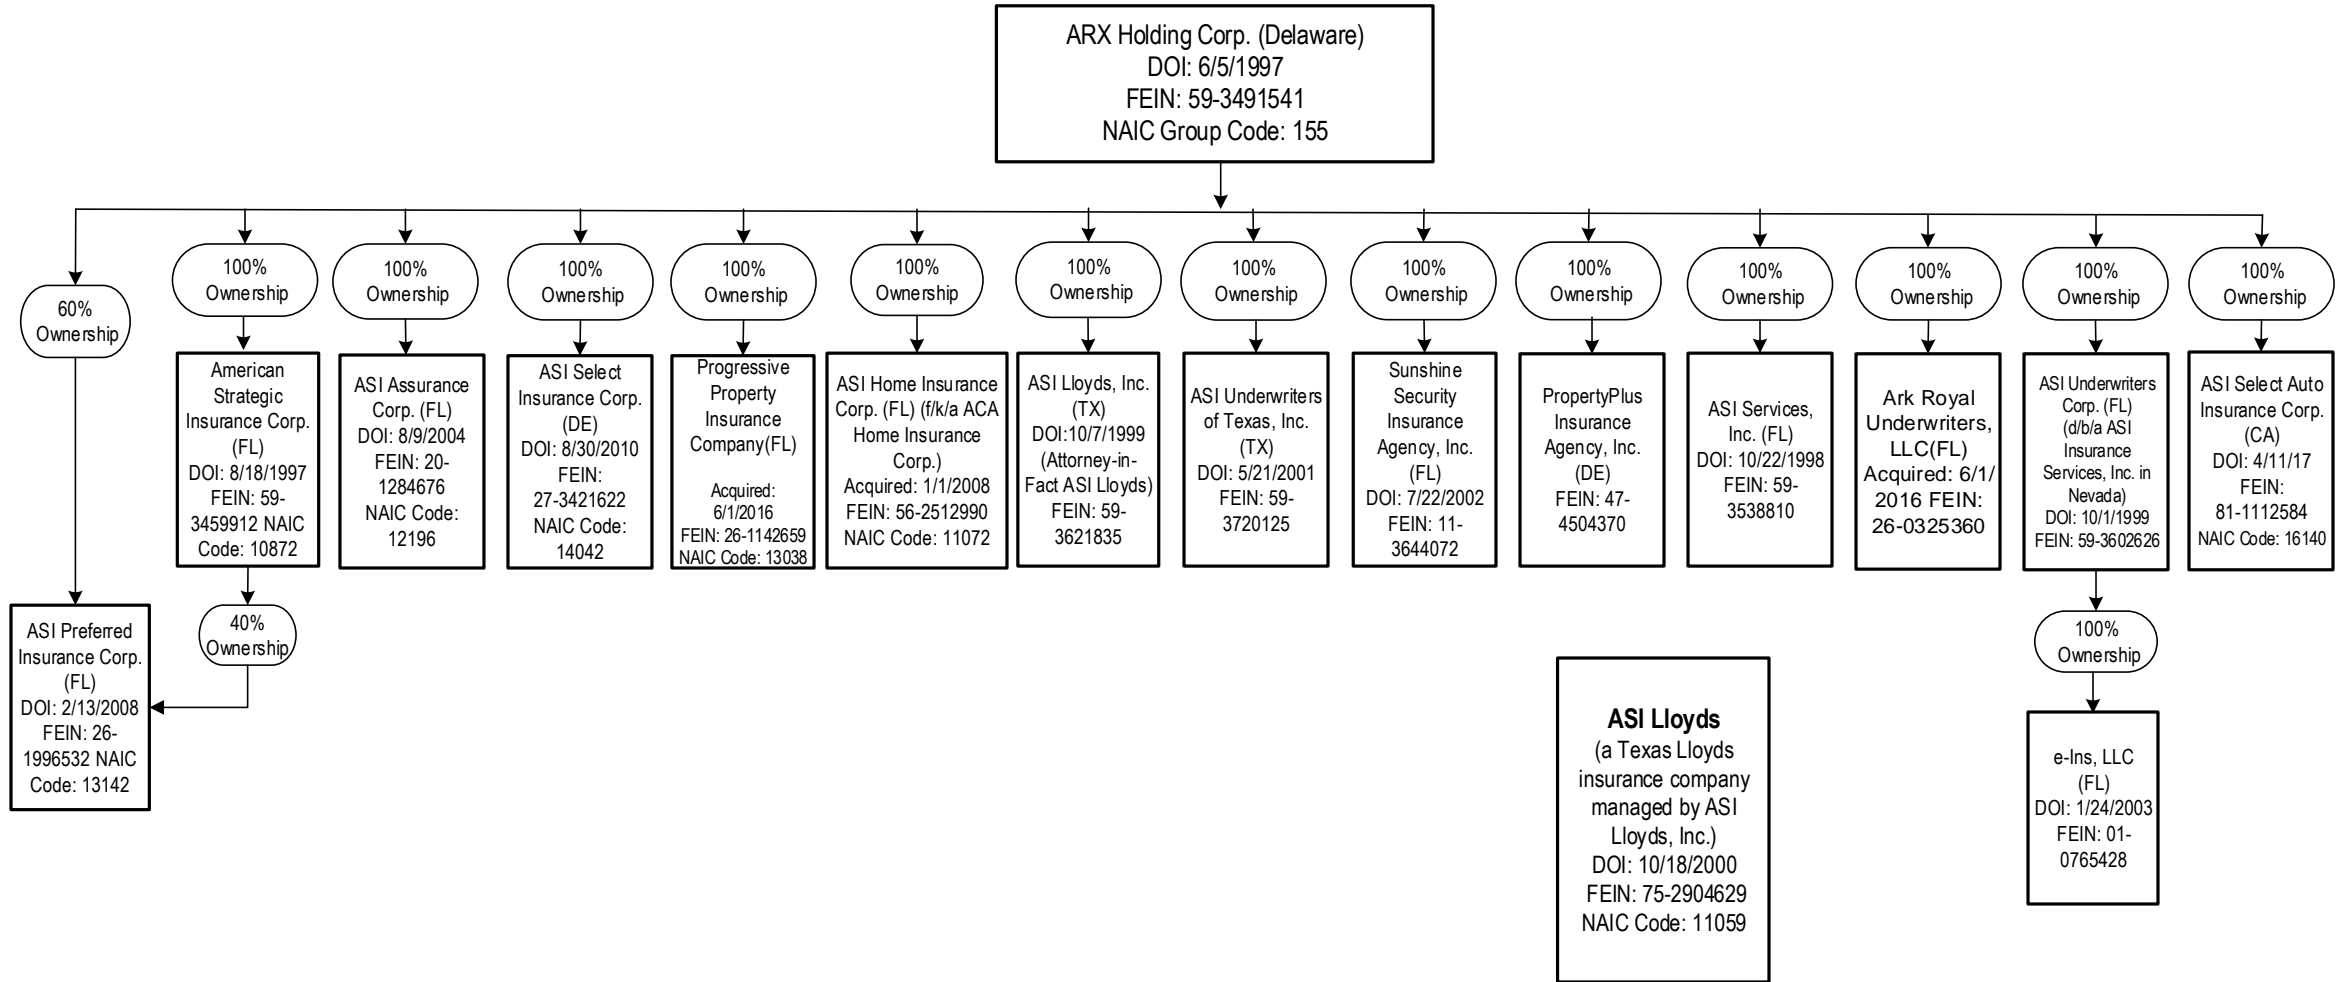 ARX Holding Corp. (Delaware)
DOI: 6/5/1997
FEIN: 59-3491541
NAIC Group Code: 155
60%
Ownership
100%
Ownership
100%
Ownership
100%
Ownership
100%
Ownership
100%
Ownership
100%
Ownership
100%
Ownership
100%
Ownership
100%
Ownership
100%
Ownership
100%
Ownership
100%
Ownership
100%
Ownership
American
Strategic
Insurance Corp.
(FL)
DOI: 8/18/1997
FEIN: 59-
3459912 NAIC
Code: 10872
ASI Assurance
Corp. (FL)
DOI: 8/9/2004
FEIN: 20-
1284676
NAIC Code:
12196
ASI Select
Insurance Corp.
(DE)
DOI: 8/30/2010
FEIN:
27-3421622
NAIC Code:
14042
Progressive
Property
Insurance
Company(FL)
Acquired:
6/1/2016
FEIN: 26-1142659
NAIC Code: 13038
ASI Home Insurance
Corp. (FL) (f/k/a ACA
Home Insurance
Corp.)
Acquired: 1/1/2008
FEIN: 56-2512990
NAIC Code: 11072
ASI Lloyds, Inc.
(TX)
DOI:10/7/1999
(Attorney-in-
Fact ASI Lloyds)
FEIN: 59-
3621835
ASI Underwriters
of Texas, Inc.
(TX)
DOI: 5/21/2001
FEIN: 59-
3720125
Sunshine
Security
Insurance
Agency, Inc.
(FL)
DOI: 7/22/2002
FEIN: 11-
3644072
PropertyPlus
Insurance
Agency, Inc.
(DE)
FEIN: 47-
4504370
ASI Services,
Inc. (FL)
DOI: 10/22/1998
FEIN: 59-
3538810
Ark Royal
Underwriters,
LLC(FL)
Acquired: 6/1/
2016 FEIN:
26-0325360
ASI Underwriters
Corp. (FL)
(d/b/a ASI
Insurance
Services, Inc. in
Nevada)
DOI: 10/1/1999
FEIN: 59-3602626
ASI Select Auto
Insurance Corp.
(CA)
DOI: 4/11/17
FEIN:
81-1112584
NAIC Code: 16140
ASI Preferred
Insurance Corp.
(FL)
DOI: 2/13/2008
FEIN: 26-
1996532 NAIC
Code: 13142
40%
Ownership
100%
Ownership
ASI Lloyds
(a Texas Lloyds
insurance company
managed by ASI
Lloyds, Inc.)
DOI: 10/18/2000
FEIN: 75-2904629
NAIC Code: 11059
e-Ins, LLC
(FL)
DOI: 1/24/2003
FEIN: 01-
0765428